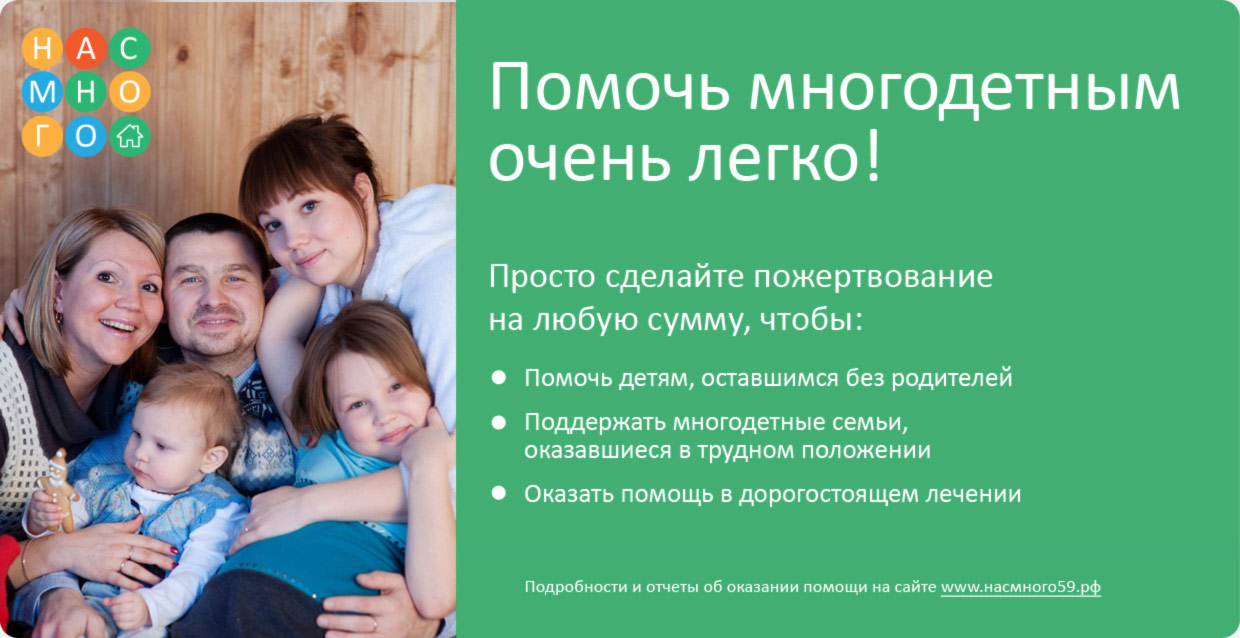 НАС
МНО
ГО
Помочь многодетным
очень легко!
Просто сделайте пожертвование
на любую сумму, чтобы:
Помочь детям, оставшимся без родителей
Поддержать многодетные семьи,
оказавшиеся в трудном положении
Оказать помощь в дорогостоящем лечении
Подробности и отчеты об оказании помощи на сайте www.насмного59.рф